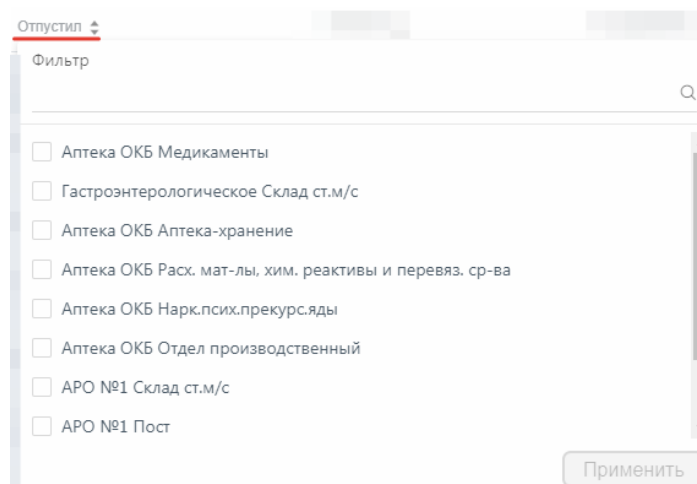 Отпустил
Фильтр
Аптека ОКБ Медикаменты
Гастроэнтерологическое Склад ст.м/с
Аптека ОКБ Аптека-хранение
Аптека ОКБ Расх. мат-лы, хим. реактивы и перевяз. ср-ва
Аптека ОКБ Нарк.псих.прекурс.яды
Аптека ОКБ Отдел производственный
АРО №1 Склад ст.м/с
АРО №1 Пост
Применить